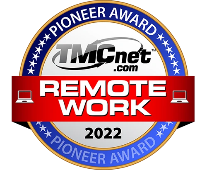 PIONEER AWARD
TMCnet
.com
REMOTE
WORK
2022
PIONEER AWARD